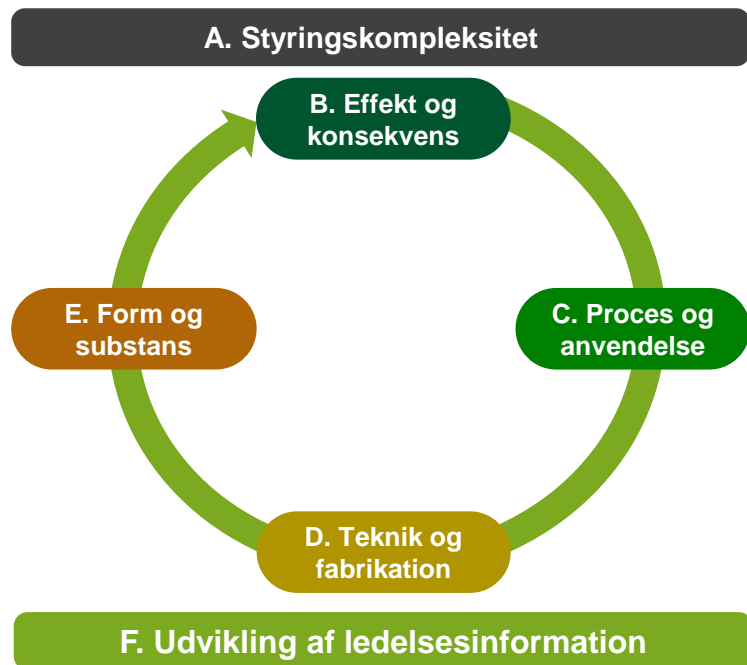 A. Styringskompleksitet
B. Effekt og
konsekvens
E. Form og
substans
C. Proces og
anvendelse
D. Teknik og
fabrikation
F. Udvikling af ledelsesinformation